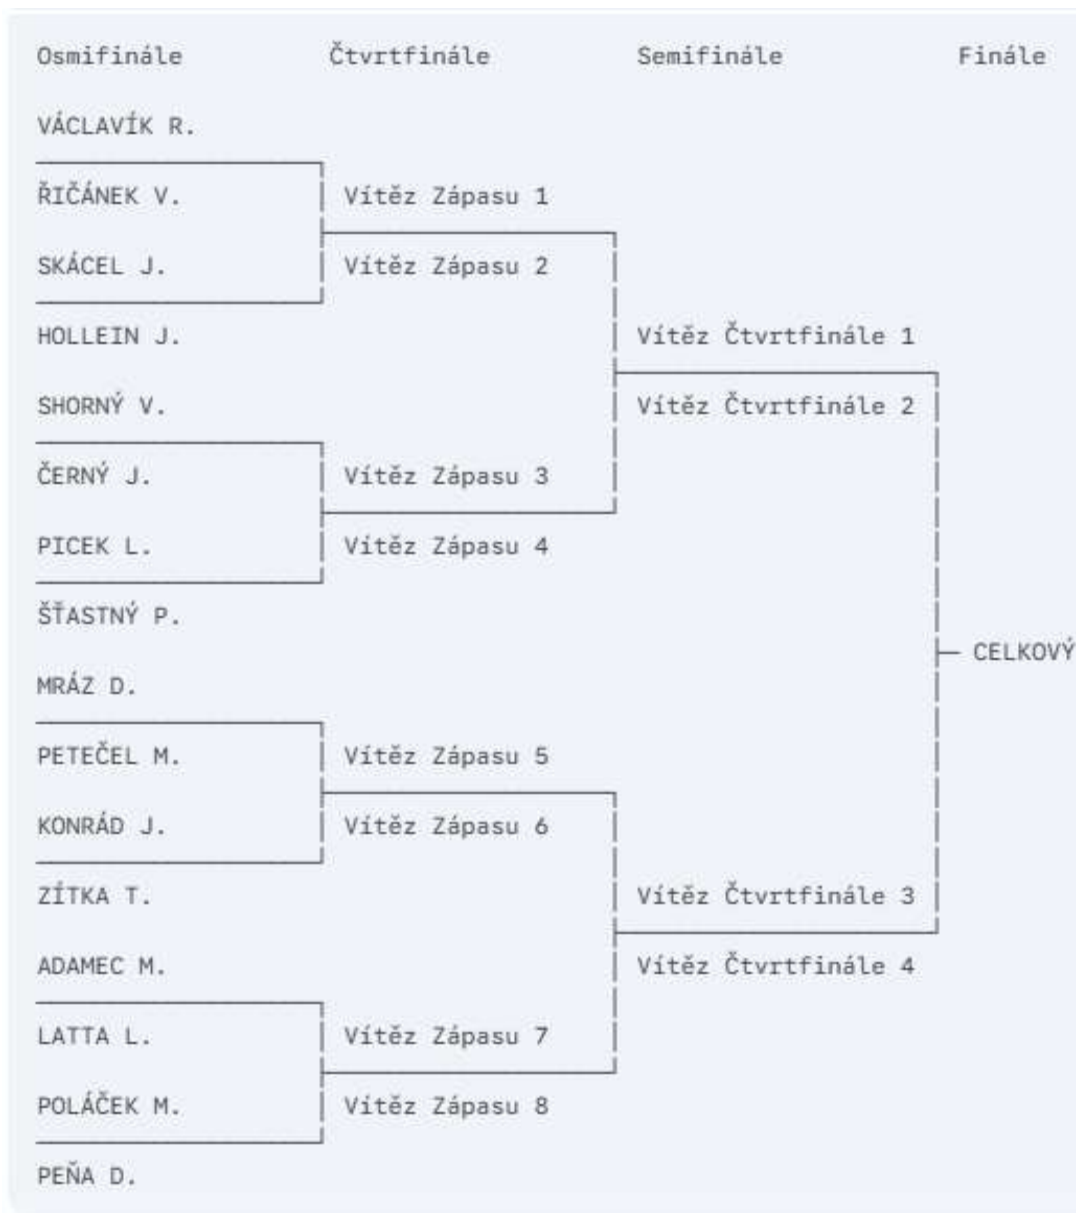 Osmifinále Čtvrtfinále Semifinále Finále
VÁCLAVÍK R.
ŘIČÁNEK V. Vítěz Zápasu 1
SKÁCEL J. Vítěz Zápasu 2
HOLLEIN J. Vítěz Čtvrtfinále 1
SHORNÝ V. Vítěz Čtvrtfinále 2
ČERNÝ J. Vítěz Zápasu 3
PICEK L. Vítěz Zápasu 4
ŠŤASTNÝ P.
CELKOVÝ
MRÁZ D.
PETEČEL M. Vítěz Zápasu 5
KONRÁD J. Vítěz Zápasu 6
ZÍTKA T. Vítěz Čtvrtfinále 3
ADAMEC M. Vítěz Čtvrtfinále 4
LATTA L. Vítěz Zápasu 7
POLÁČEK M. Vítěz Zápasu 8
PEŇA D.